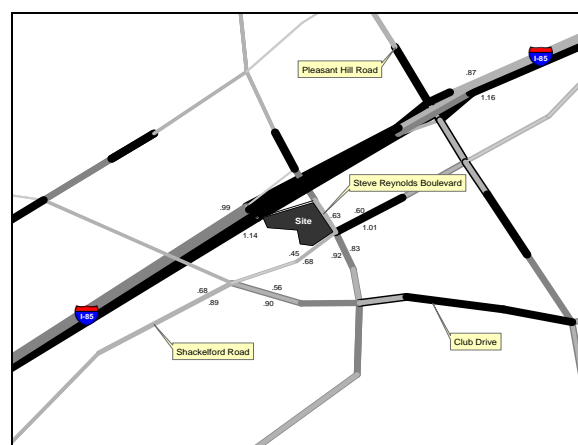 Pleasant Hill Road
.87
I-85
1.16
Steve Reynolds Boulevard
.99
.63
.60
Site
1.14
1.01
.83
.45
.92
.68
.68
.56
.89
.90
I-85
Club Drive
Shackelford Road